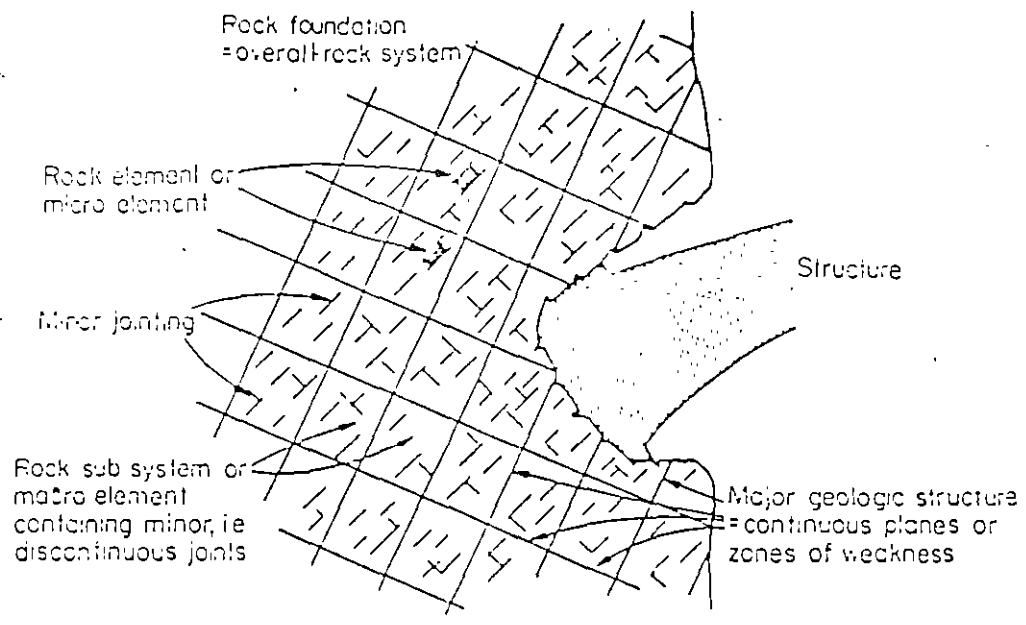 Rock foundation
=overall rock system
Rock element or
micro element
Structure
Minor jointing
Rock sub system or
macro element
containing minor, ie
discontinuous joints
Major geologic structure
=continuous planes or
zones of weakness